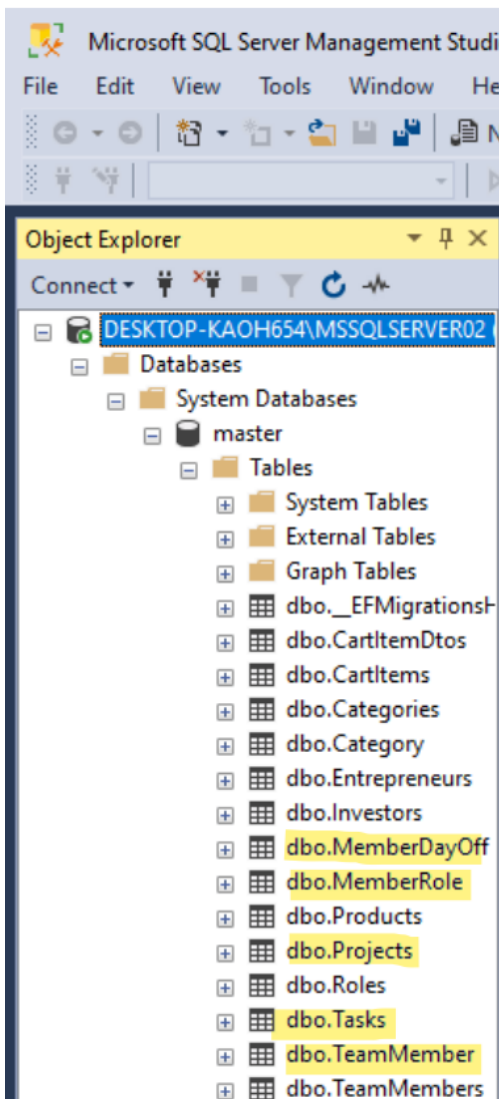 Microsoft SQL Server Management Studi
File Edit View Tools Window He
N
Object Explorer
Connect
DESKTOP-KAOH654\MSSQLSERVER02 (
Databases
System Databases
master
Tables
System Tables
External Tables
Graph Tables
dbo.__EFMigrationsH
dbo.CartItemDtos
dbo.CartItems
dbo.Categories
dbo.Category
dbo.Entrepreneurs
dbo.Investors
dbo.MemberDayOff
dbo.MemberRole
dbo.Products
dbo.Projects
dbo.Roles
dbo.Tasks
dbo.TeamMember
dbo.TeamMembers